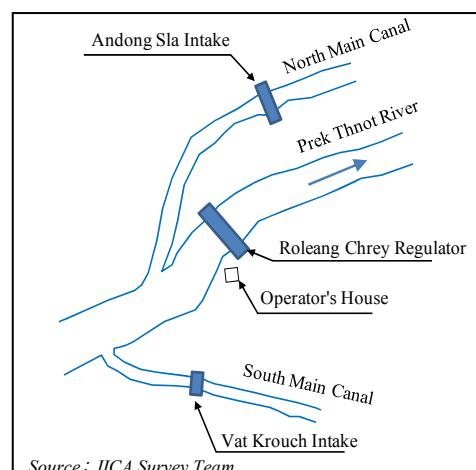 Andong Sla Intake
North Main Canal
Prek Thnot River
Roleang Chrey Regulator
Operator's House
South Main Canal
Vat Krouch Intake
Source : JICA Survey Team